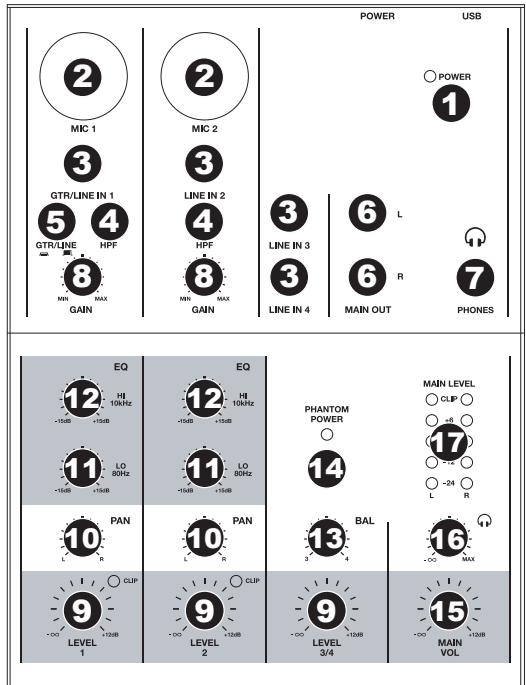 POWER USB
POWER
1
2 2
MIC 1 MIC 2
3 3
GTR/LINE IN 1 LINE IN 2
5 4 4 3 6 L
GTR/LINE HPF HPF LINE IN 3
8 8 3 6 R 7
MIN MAX MIN MAX
GAIN GAIN LINE IN 4 MAIN OUT PHONES
EQ EQ
12 HI 10kHz 12 HI 10kHz
-15dB +15dB -15dB +15dB
MAIN LEVEL
CLIP
PHANTOM POWER
+6
17
11 LO 80Hz 11 LO 80Hz 14
-15dB +15dB -15dB +15dB
-24
L R
PAN PAN BAL
10 10 13 16
L R L R 3 4 -∞ MAX
CLIP CLIP
9 9 9 15
-∞ +12dB -∞ +12dB -∞ +12dB -∞ +12dB
LEVEL LEVEL LEVEL MAIN
1 2 3/4 VOL